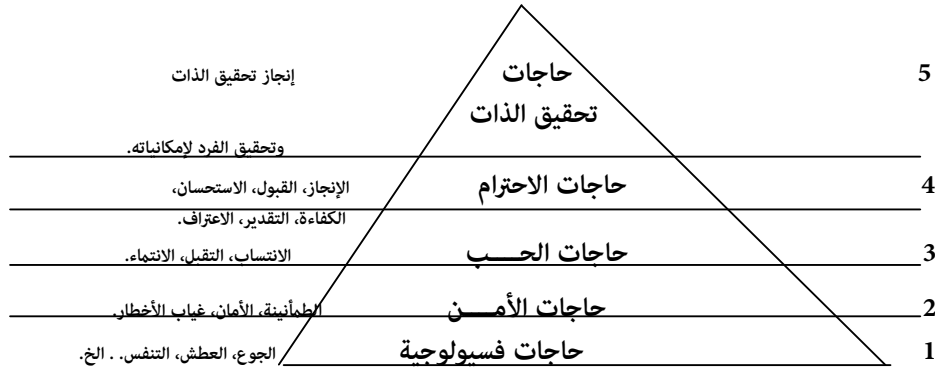 5 حاجات إنجاز تحقيق الذات
تحقيق الذات
وتحقيق الفرد لإمكانياته.
4 حاجات الاحترام الإنجاز، القبول، الاستحسان،
الكفاءة، التقدير، الاعتراف.
3 حاجات الحـــب الانتساب، التقبل، الانتماء.
2 حاجات الأمـــن الطمأنينة، الأمان، غياب الأخطار.
1 حاجات فسيولوجية الجوع، العطش، التنفس. . الخ.